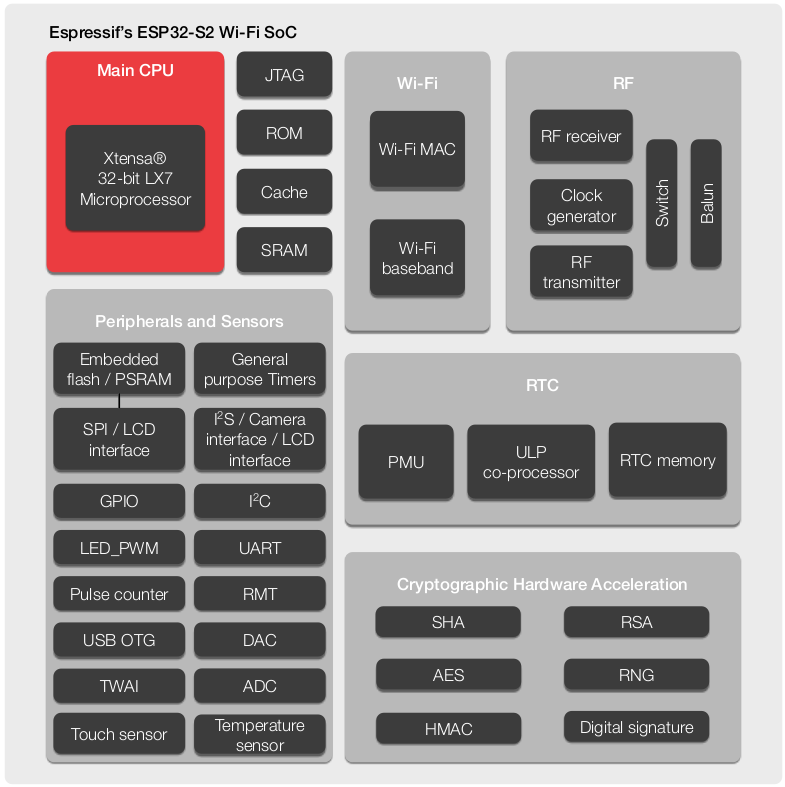 Espressif's ESP32-S2 Wi-Fi SoC
Main CPU
Xtensa®
32-bit LX7
Microprocessor
JTAG
ROM
Cache
SRAM
Wi-Fi
Wi-Fi MAC
Wi-Fi
baseband
RF
RF receiver
Clock
generator
RF
transmitter
Switch
Balun
Peripherals and Sensors
Embedded
flash / PSRAM
General
purpose Timers
SPI / LCD
interface
I²S / Camera
interface / LCD
interface
GPIO
I²C
LED_PWM
UART
Pulse counter
RMT
USB OTG
DAC
TWAI
ADC
Touch sensor
Temperature
sensor
RTC
PMU
ULP
co-processor
RTC memory
Cryptographic Hardware Acceleration
SHA
RSA
AES
RNG
HMAC
Digital signature